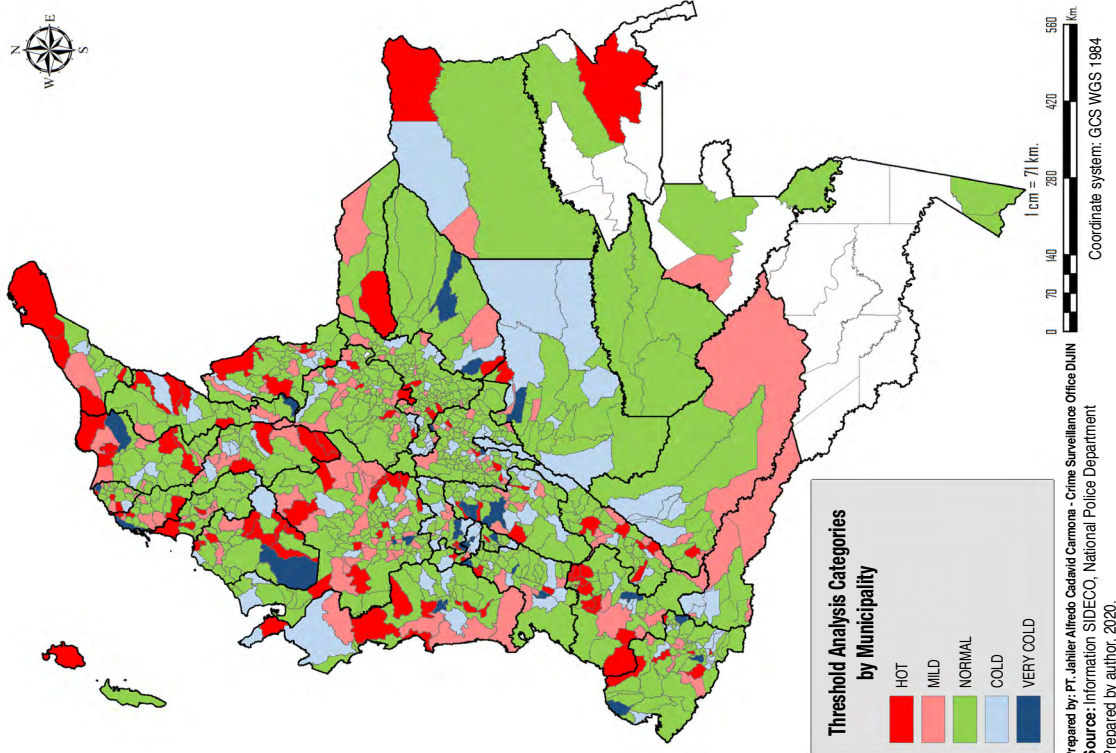 N
W
E
S
Threshold Analysis Categories
by Municipality
HOT
MILD
NORMAL
COLD
VERY COLD
1 cm = 71 km.
0 70 140 280 420 560
Km.
Coordinate system: GCS WGS 1984
Prepared by: PT. Jahiler Alfredo Cadavid Carmona - Crime Surveillance Office DIJIN
Source: Information SIDECO, National Police Department
Prepared by author, 2020.